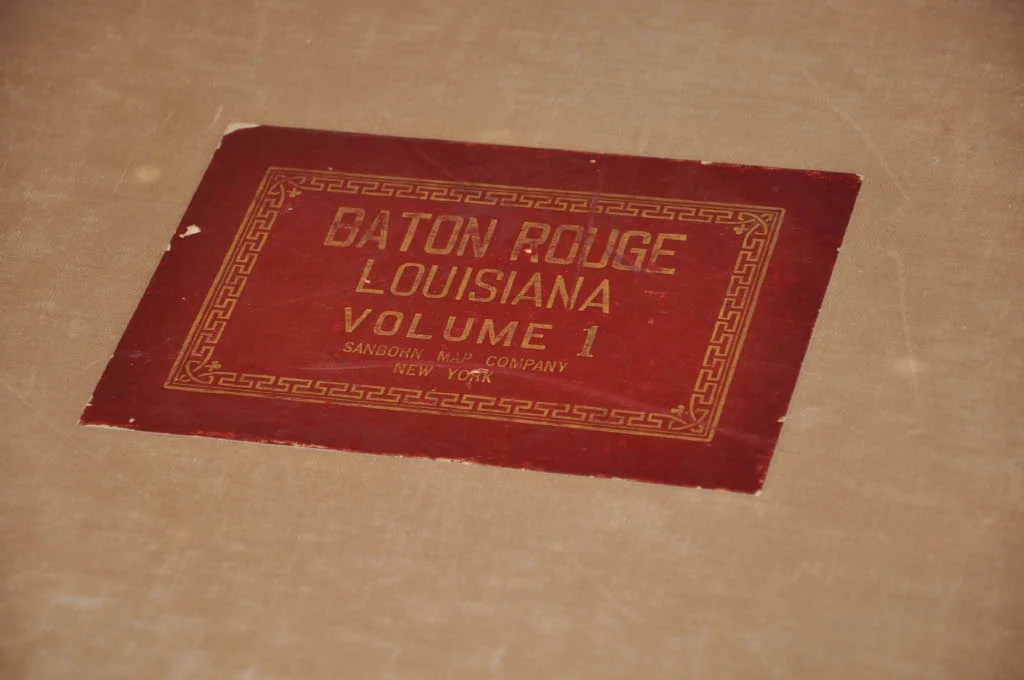 BATON ROUGE
LOUISIANA
VOLUME 1
SANBORN MAP COMPANY
NEW YORK